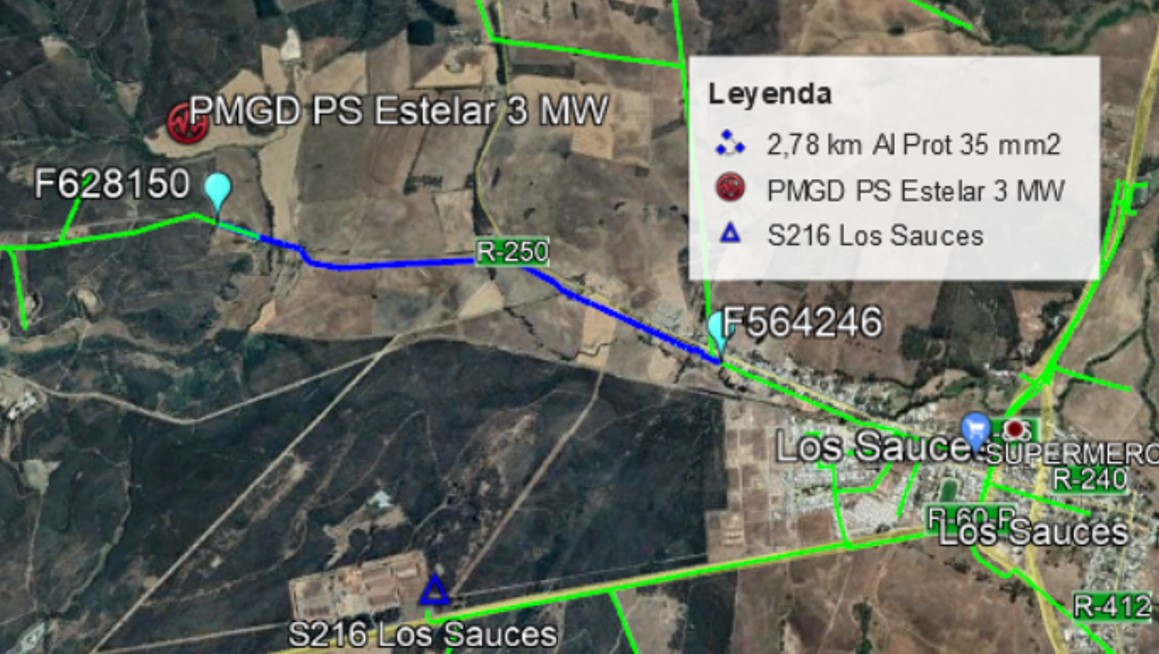 PMGD PS Estelar 3 MW
F628150
R-250
Leyenda
2,78 km Al Prot 35 mm2
PMGD PS Estelar 3 MW
S216 Los Sauces
F564246
Los Sauces
SUPERMERC
R-240
R-60-P
Los Sauces
R-412
S216 Los Sauces